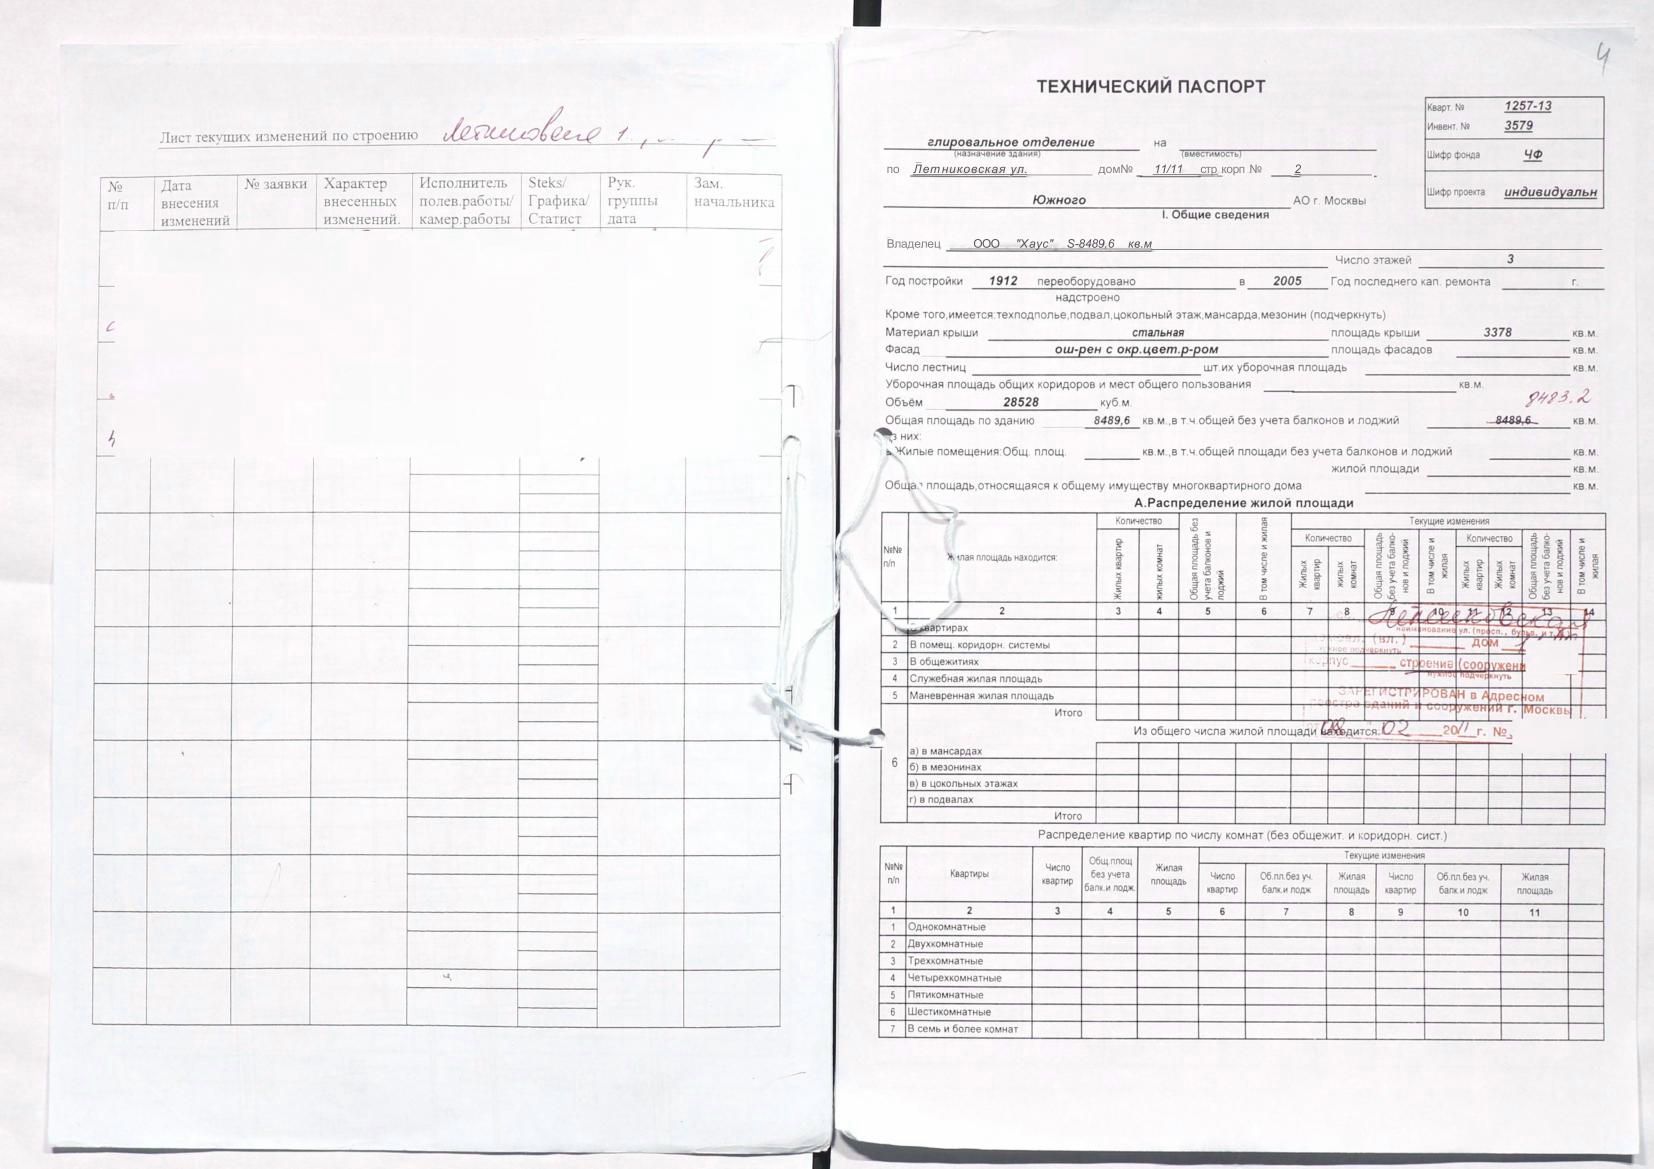 Лист текущих изменений по строению Летниковская 1
№ п/п
Дата внесения изменений
№ заявки
Характер внесенных изменений.
Исполнитель полев.работы/ камер.работы
Steks/ Графика/ Статист
Рук. группы дата
Зам. начальника
4
ТЕХНИЧЕСКИЙ ПАСПОРТ
Кварт. № 1257-13
Инвент. № 3579
Шифр фонда ЧФ
Шифр проекта индивидуальн
глировальное отделение на
(назначение здания) (вместимость)
по Летниковская ул. дом№ 11/11 стр корп № 2
Южного АО г. Москвы
I. Общие сведения
Владелец ООО "Хаус" S-8489,6 кв.м
Число этажей 3
Год постройки 1912 переоборудовано в 2005 Год последнего кап. ремонта г.
надстроено
Кроме того,имеется:техподполье,подвал,цокольный этаж,мансарда,мезонин (подчеркнуть)
Материал крыши стальная площадь крыши 3378 кв.м.
Фасад ош-рен с окр.цвет.р-ром площадь фасадов кв.м.
Число лестниц шт.их уборочная площадь кв.м.
Уборочная площадь общих коридоров и мест общего пользования кв.м.
8483.2
Объём 28528 куб.м.
Общая площадь по зданию 8489,6 кв.м.,в т.ч.общей без учета балконов и лоджий 8489,6 кв.м.
из них:
Жилые помещения:Общ. площ. кв.м.,в т.ч.общей площади без учета балконов и лоджий кв.м.
жилой площади кв.м.
Общая площадь,относящаяся к общему имуществу многоквартирного дома кв.м.
А.Распределение жилой площади
№№ п/п
Жилая площадь находится:
Количество
Жилых квартир
жилых комнат
Общая площадь без учета балконов и лоджий
В том числе и жилая
Текущие изменения
Количество
Жилых квартир
жилых комнат
Общая площадь без учета балко- нов и лоджий
В том числе и жилая
Количество
Жилых квартир
Жилых комнат
Общая площадь без учета балко- нов и лоджий
В том числе и жилая
1 2 3 4 5 6 7 8 9 10 11 12 13 14
1 В квартирах
2 В помещ. коридорн. системы
3 В общежитиях
4 Служебная жилая площадь
5 Маневренная жилая площадь
Итого
Летниковская
наименование ул.(просп., бульв. и т.д.)
(вл.) дом 1
нужное подчеркнуть
корпус строение (сооружени
нужное подчеркнуть
ЗАРЕГИСТРИРОВАН в Адресном
реестре зданий и сооружений г. Москвы
08 02 2011 г. №
Из общего числа жилой площади находится:
6
а) в мансардах
б) в мезонинах
в) в цокольных этажах
г) в подвалах
Итого
Распределение квартир по числу комнат (без общежит. и коридорн. сист.)
№№ п/п
Квартиры
Число квартир
Общ.площ без учета балк.и лодж.
Жилая площадь
Текущие изменения
Число квартир
Об.пл.без уч. балк.и лодж
Жилая площадь
Число квартир
Об.пл.без уч. балк.и лодж
Жилая площадь
1 2 3 4 5 6 7 8 9 10 11
1 Однокомнатные
2 Двухкомнатные
3 Трехкомнатные
4 Четырехкомнатные
5 Пятикомнатные
6 Шестикомнатные
7 В семь и более комнат